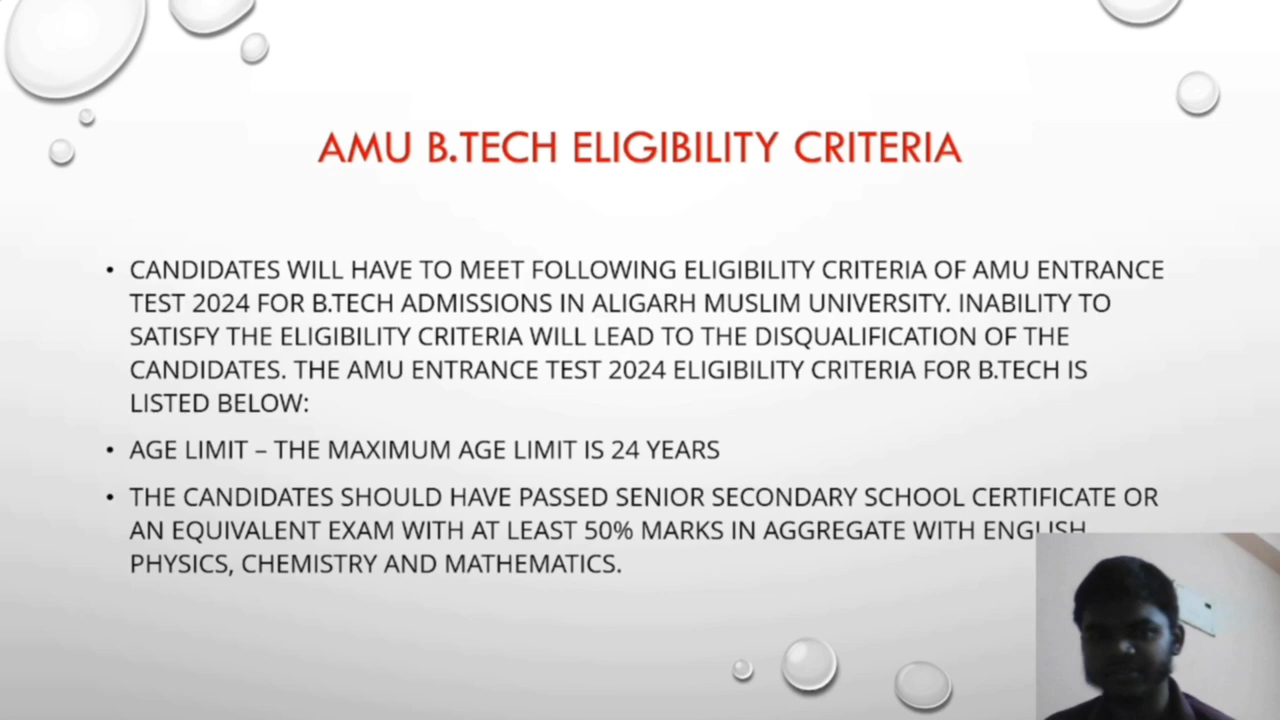 AMU B.TECH ELIGIBILITY CRITERIA
• CANDIDATES WILL HAVE TO MEET FOLLOWING ELIGIBILITY CRITERIA OF AMU ENTRANCE
TEST 2024 FOR B.TECH ADMISSIONS IN ALIGARH MUSLIM UNIVERSITY. INABILITY TO
SATISFY THE ELIGIBILITY CRITERIA WILL LEAD TO THE DISQUALIFICATION OF THE
CANDIDATES. THE AMU ENTRANCE TEST 2024 ELIGIBILITY CRITERIA FOR B.TECH IS
LISTED BELOW:
• AGE LIMIT – THE MAXIMUM AGE LIMIT IS 24 YEARS
• THE CANDIDATES SHOULD HAVE PASSED SENIOR SECONDARY SCHOOL CERTIFICATE OR
AN EQUIVALENT EXAM WITH AT LEAST 50% MARKS IN AGGREGATE WITH ENGLISH
PHYSICS, CHEMISTRY AND MATHEMATICS.